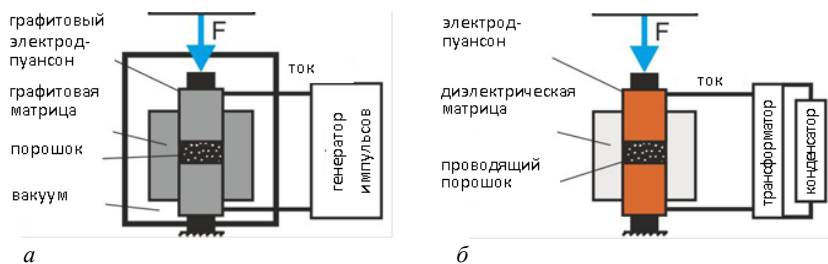 графитовый
электрод-
пуансон
графитовая
матрица
порошок
вакуум
F
ток
генератор
импульсов
а
электрод-
пуансон
диэлектрическая
матрица
проводящий
порошок
F
ток
трансформатор
конденсатор
б